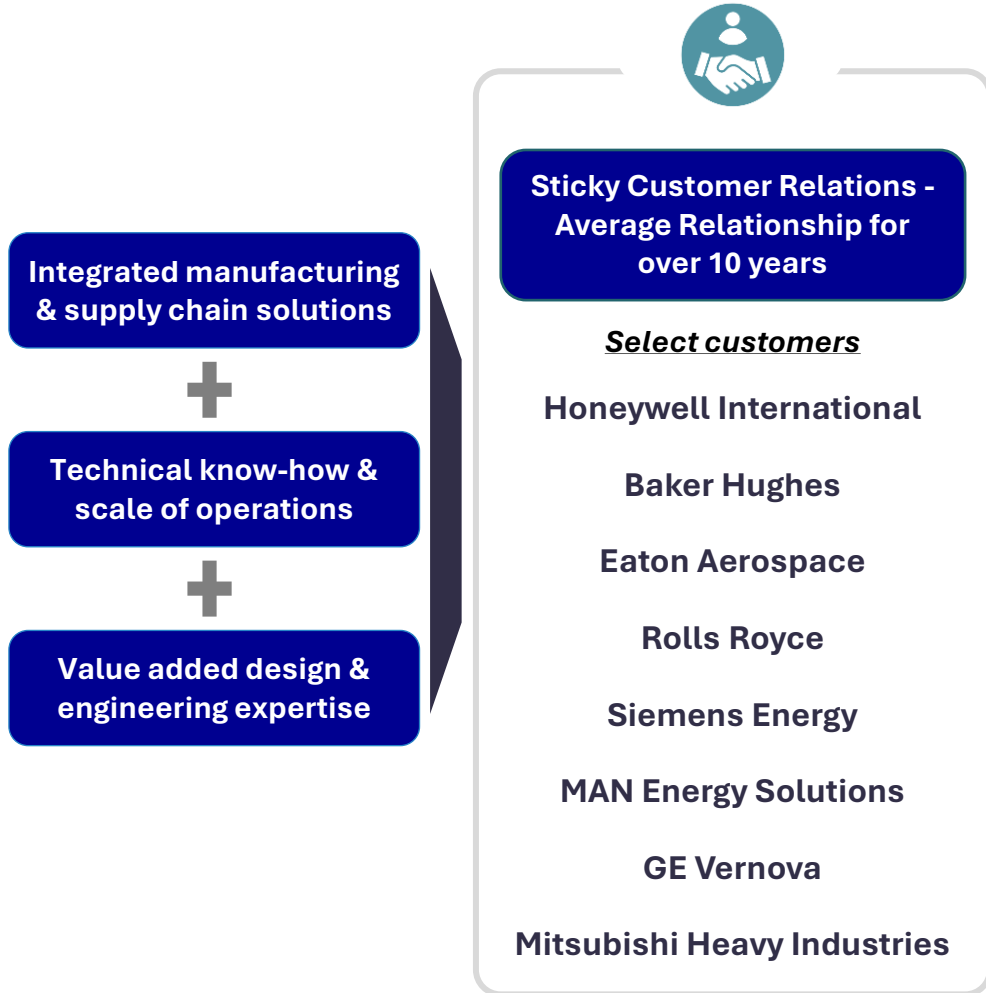 Integrated manufacturing
& supply chain solutions
Technical know-how &
scale of operations
Value added design &
engineering expertise
Sticky Customer Relations -
Average Relationship for
over 10 years
Select customers
Honeywell International
Baker Hughes
Eaton Aerospace
Rolls Royce
Siemens Energy
MAN Energy Solutions
GE Vernova
Mitsubishi Heavy Industries